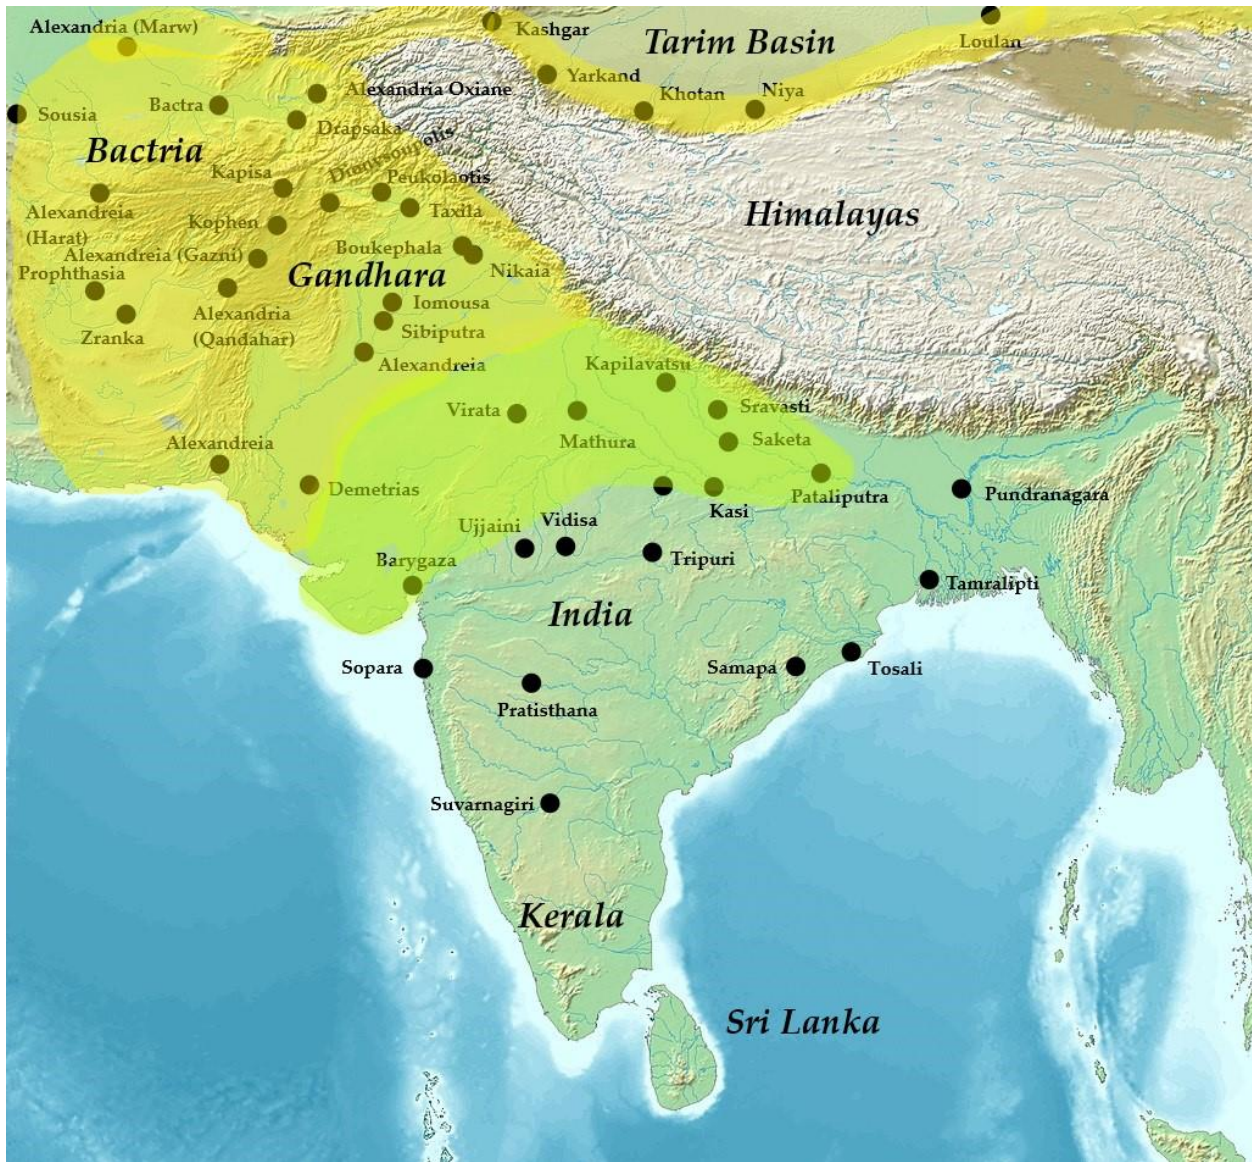 Alexandria (Marw)
Kashgar
Tarim Basin
Loulan
Yarkand
Khotan
Niya
Sousia
Bactra
Alexandria Oxiane
Drapsaka
Bactria
Dionysoupolis
Kapisa
Peukolaotis
Alexandreia
(Harat)
Kophen
Taxila
Himalayas
Alexandreia (Gazni)
Boukephala
Nikaia
Prophthasia
Gandhara
Zranka
Alexandria
(Qandahar)
Iomousa
Sibiputra
Alexandreia
Kapilavatsu
Virata
Mathura
Sravasti
Saketa
Alexandreia
Demetrias
Kasi
Pataliputra
Pundranagara
Ujjaini
Vidisa
Tripuri
Barygaza
Tamralipti
India
Sopara
Samapa
Tosali
Pratisthana
Suvarnagiri
Kerala
Sri Lanka